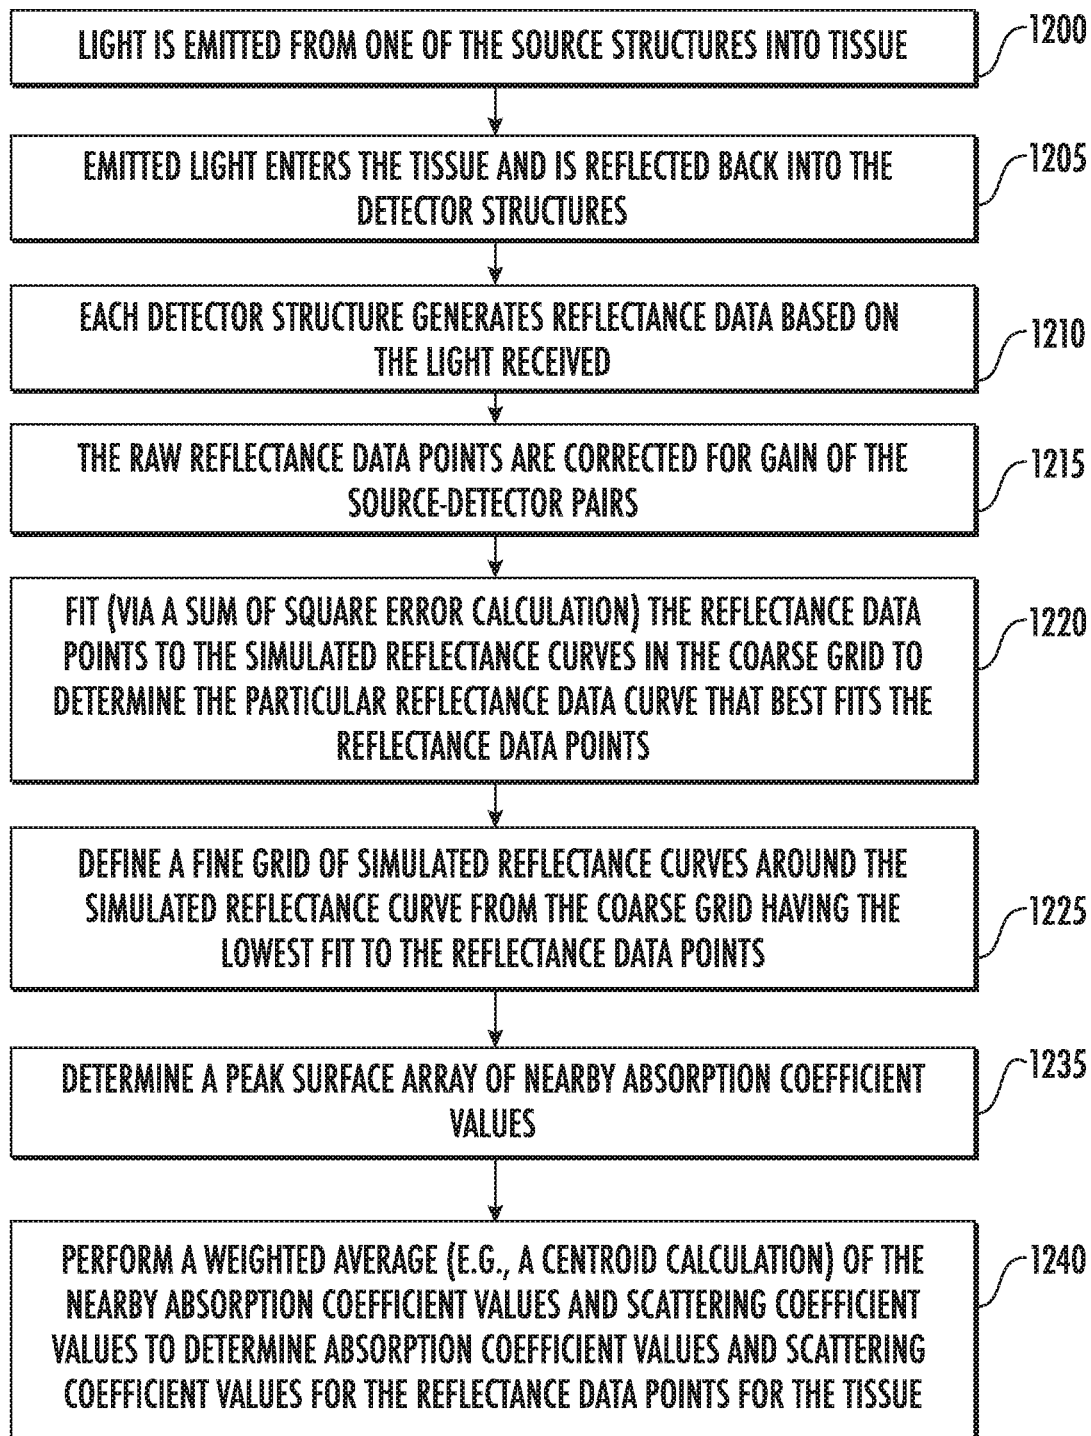 LIGHT IS EMITTED FROM ONE OF THE SOURCE STRUCTURES INTO TISSUE
1200
EMITTED LIGHT ENTERS THE TISSUE AND IS REFLECTED BACK INTO THE
DETECTOR STRUCTURES
1205
EACH DETECTOR STRUCTURE GENERATES REFLECTANCE DATA BASED ON
THE LIGHT RECEIVED
1210
THE RAW REFLECTANCE DATA POINTS ARE CORRECTED FOR GAIN OF THE
SOURCE-DETECTOR PAIRS
1215
FIT (VIA A SUM OF SQUARE ERROR CALCULATION) THE REFLECTANCE DATA
POINTS TO THE SIMULATED REFLECTANCE CURVES IN THE COARSE GRID TO
DETERMINE THE PARTICULAR REFLECTANCE DATA CURVE THAT BEST FITS THE
REFLECTANCE DATA POINTS
1220
DEFINE A FINE GRID OF SIMULATED REFLECTANCE CURVES AROUND THE
SIMULATED REFLECTANCE CURVE FROM THE COARSE GRID HAVING THE
LOWEST FIT TO THE REFLECTANCE DATA POINTS
1225
DETERMINE A PEAK SURFACE ARRAY OF NEARBY ABSORPTION COEFFICIENT
VALUES
1235
PERFORM A WEIGHTED AVERAGE (E.G., A CENTROID CALCULATION) OF THE
NEARBY ABSORPTION COEFFICIENT VALUES AND SCATTERING COEFFICIENT
VALUES TO DETERMINE ABSORPTION COEFFICIENT VALUES AND SCATTERING
COEFFICIENT VALUES FOR THE REFLECTANCE DATA POINTS FOR THE TISSUE
1240